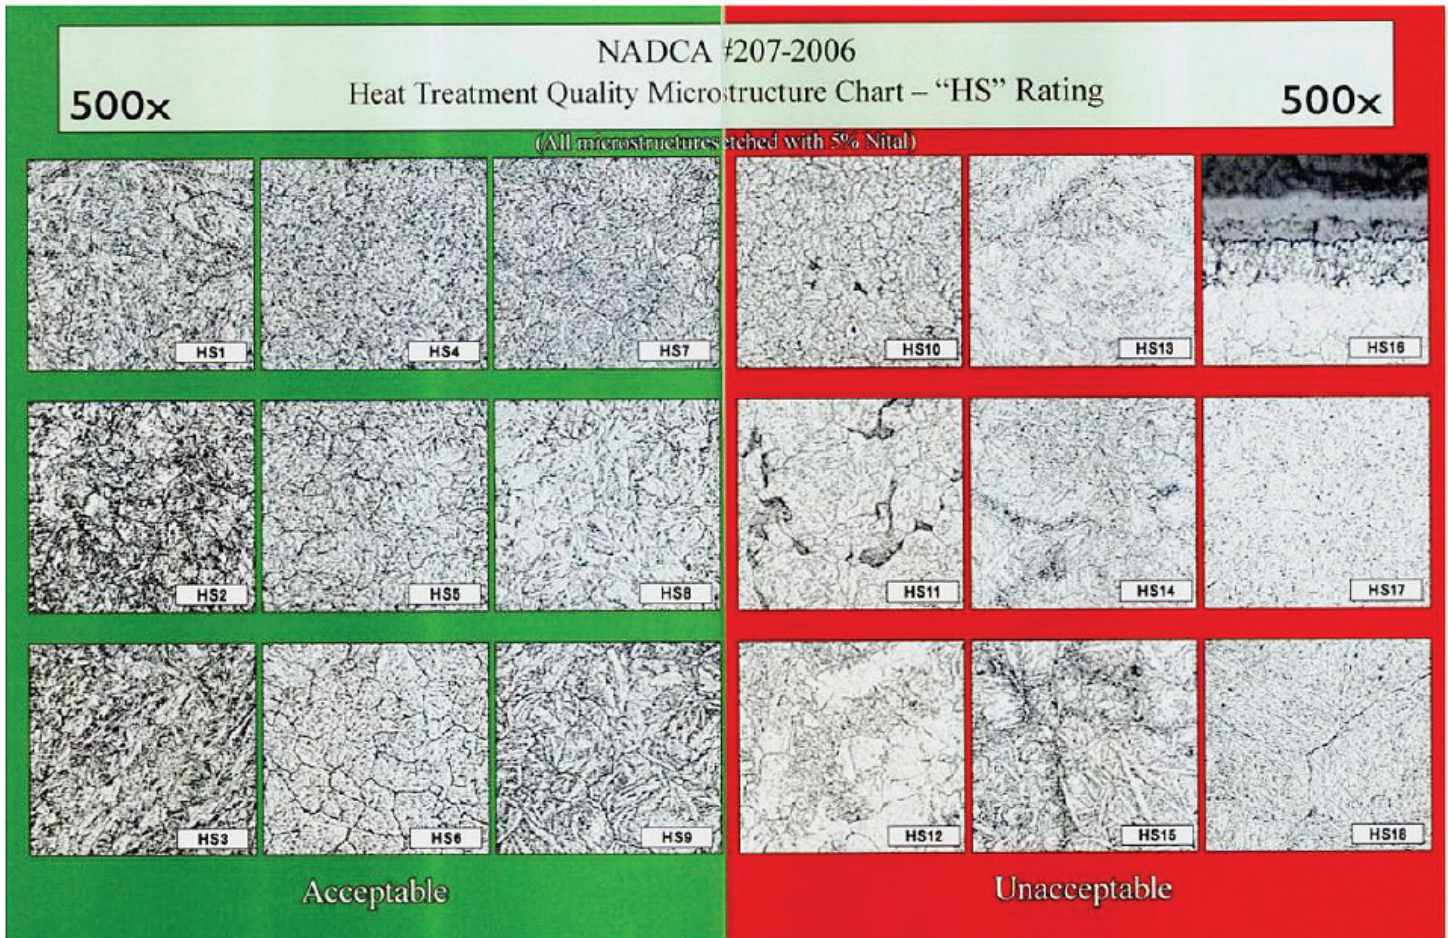 NADCA #207-2006
Heat Treatment Quality Microstructure Chart – “HS” Rating
500x
500x
(All microstructures etched with 5% Nital)
HS1
HS4
HS7
HS10
HS13
HS16
HS2
HS5
HS8
HS11
HS14
HS17
HS3
HS6
HS9
HS12
HS15
HS18
Acceptable
Unacceptable